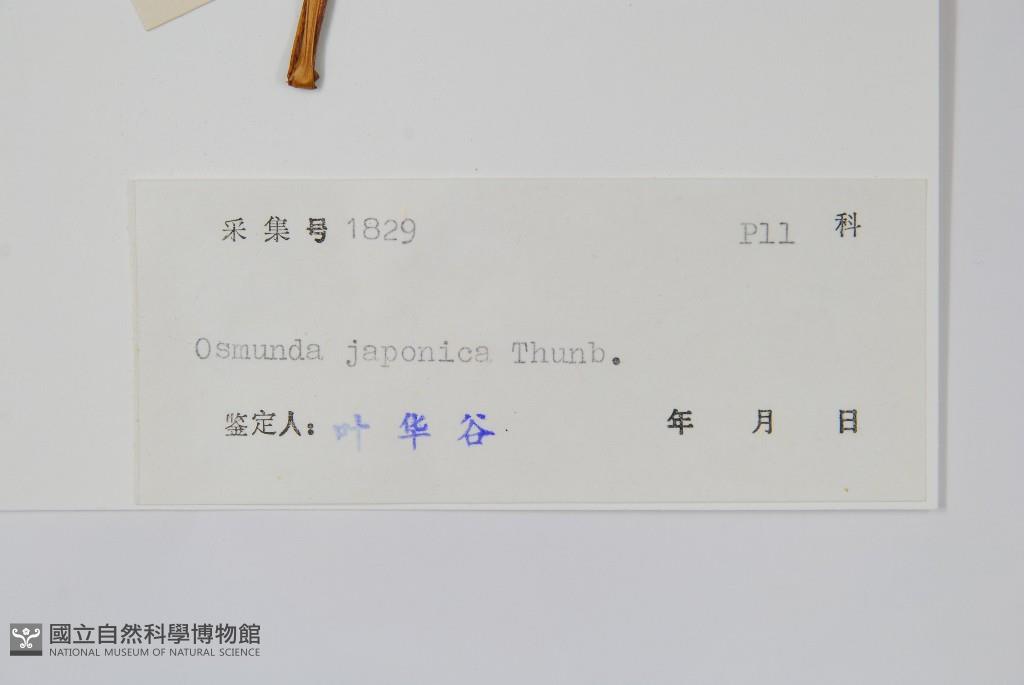 采集号 1829 P11 科
Osmunda japonica Thunb.
鉴定人: 叶华谷 年 月 日
國立自然科學博物館
NATIONAL MUSEUM OF NATURAL SCIENCE